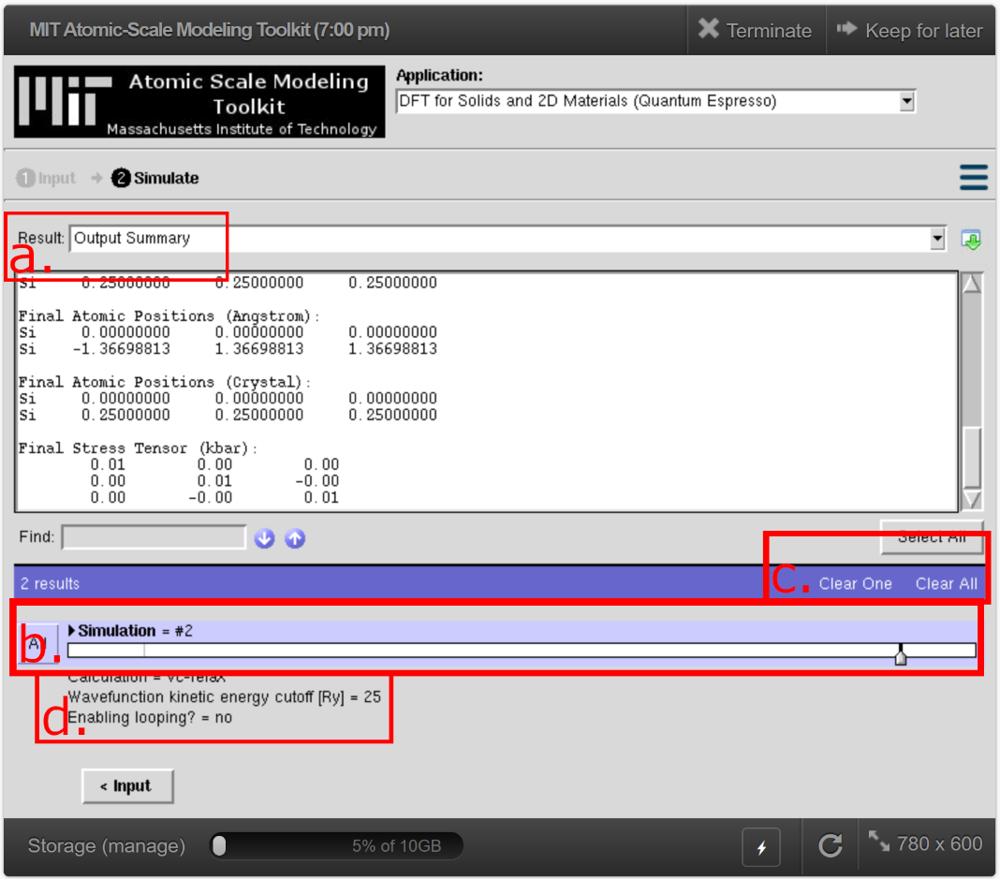 MIT Atomic-Scale Modeling Toolkit (7:00 pm)
Terminate
Keep for later
Atomic Scale Modeling
Toolkit
Massachusetts Institute of Technology
Application:
DFT for Solids and 2D Materials (Quantum Espresso)
1 Input
2 Simulate
Result: Output Summary
a.
Si 0.25000000 0.25000000 0.25000000
Final Atomic Positions (Angstrom):
Si 0.00000000 0.00000000 0.00000000
Si -1.36698813 1.36698813 1.36698813
Final Atomic Positions (Crystal):
Si 0.00000000 0.00000000 0.00000000
Si 0.25000000 0.25000000 0.25000000
Final Stress Tensor (kbar):
0.01 0.00 0.00
0.00 0.01 -0.00
0.00 -0.00 0.01
Find:
Select All
2 results
c.
Clear One
Clear All
All
b.
Simulation = #2
Calculation = vc-relax
Wavefunction kinetic energy cutoff [Ry] = 25
d.
Enabling looping? = no
< Input
Storage (manage)
5% of 10GB
780 x 600